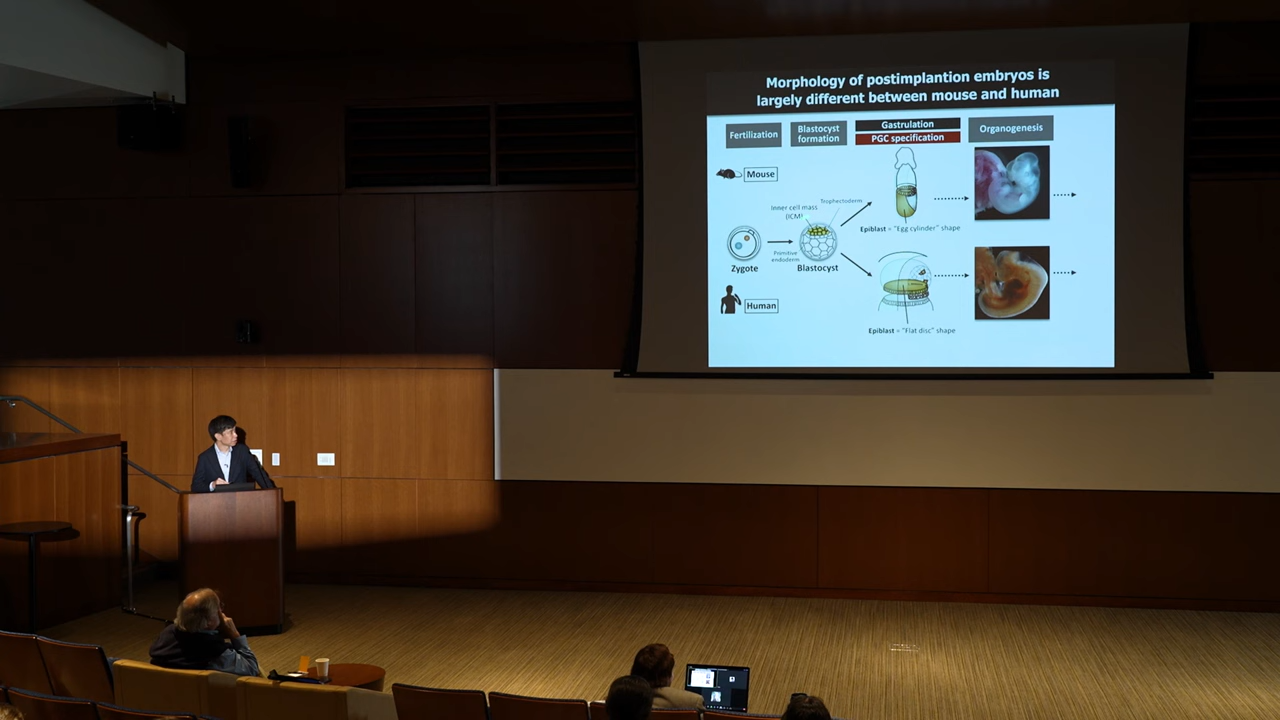 Morphology of postimplantion embryos is
largely different between mouse and human
Fertilization
Blastocyst
formation
Gastrulation
PGC specification
Organogenesis
Mouse
Inner cell mass
(ICM)
Trophectoderm
Epiblast = "Egg cylinder" shape
Primitive
endoderm
Zygote
Blastocyst
Human
Epiblast = "Flat disc" shape